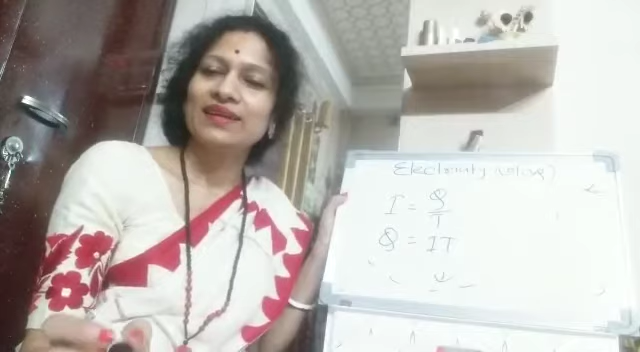 Electricity
I = Q/T
Q = IT